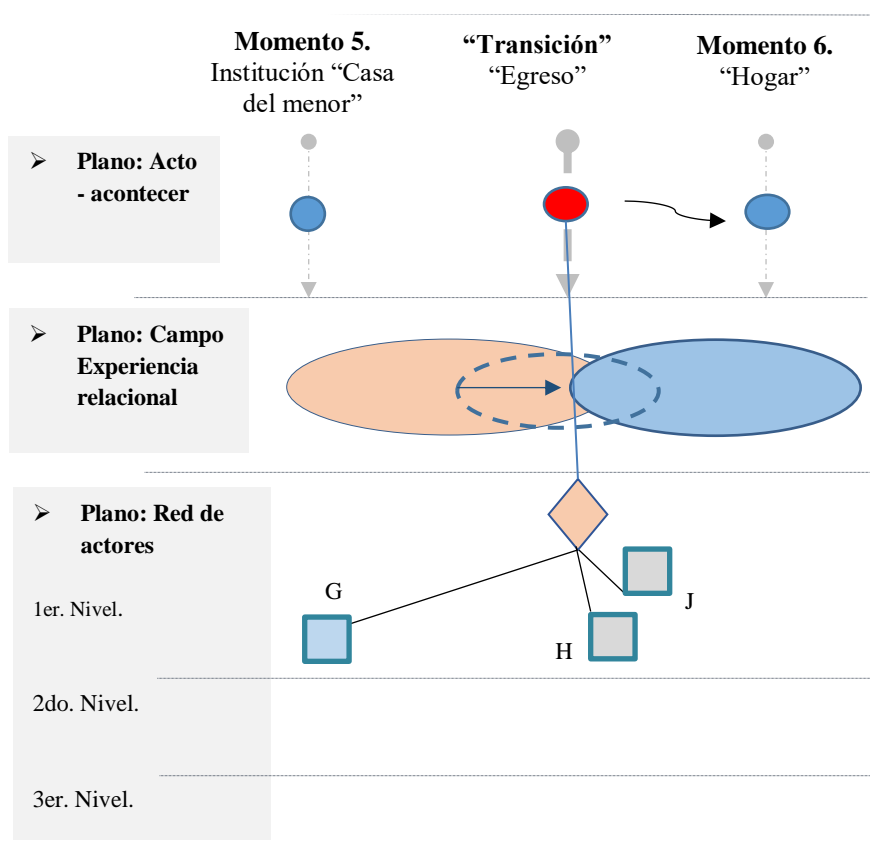 Momento 5.
Institución “Casa
del menor”
“Transición”
“Egreso”
Momento 6.
“Hogar”
➢ Plano: Acto
- acontecer
➢ Plano: Campo
Experiencia
relacional
➢ Plano: Red de
actores
1er. Nivel.
G
J
H
2do. Nivel.
3er. Nivel.